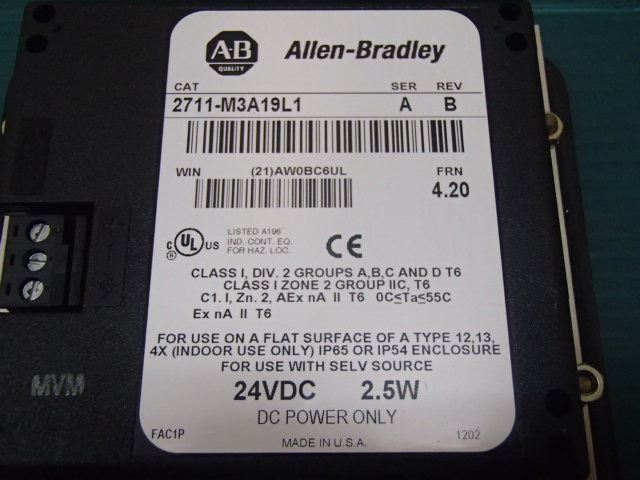 AB
QUALITY
Allen-Bradley
CAT SER REV
2711-M3A19L1 A B
WIN (21)AW0BC6UL FRN
4.20
C UL US
LISTED A196
IND. CONT. EQ.
FOR HAZ. LOC.
CE
CLASS I, DIV. 2 GROUPS A,B,C AND D T6
CLASS I ZONE 2 GROUP IIC, T6
C1. I, Zn. 2, AEx nA II T6 0C≤Ta≤55C
Ex nA II T6
FOR USE ON A FLAT SURFACE OF A TYPE 12,13,
4X (INDOOR USE ONLY) IP65 OR IP54 ENCLOSURE
FOR USE WITH SELV SOURCE
24VDC 2.5W
DC POWER ONLY
FAC1P MADE IN U.S.A. 1202
MVM